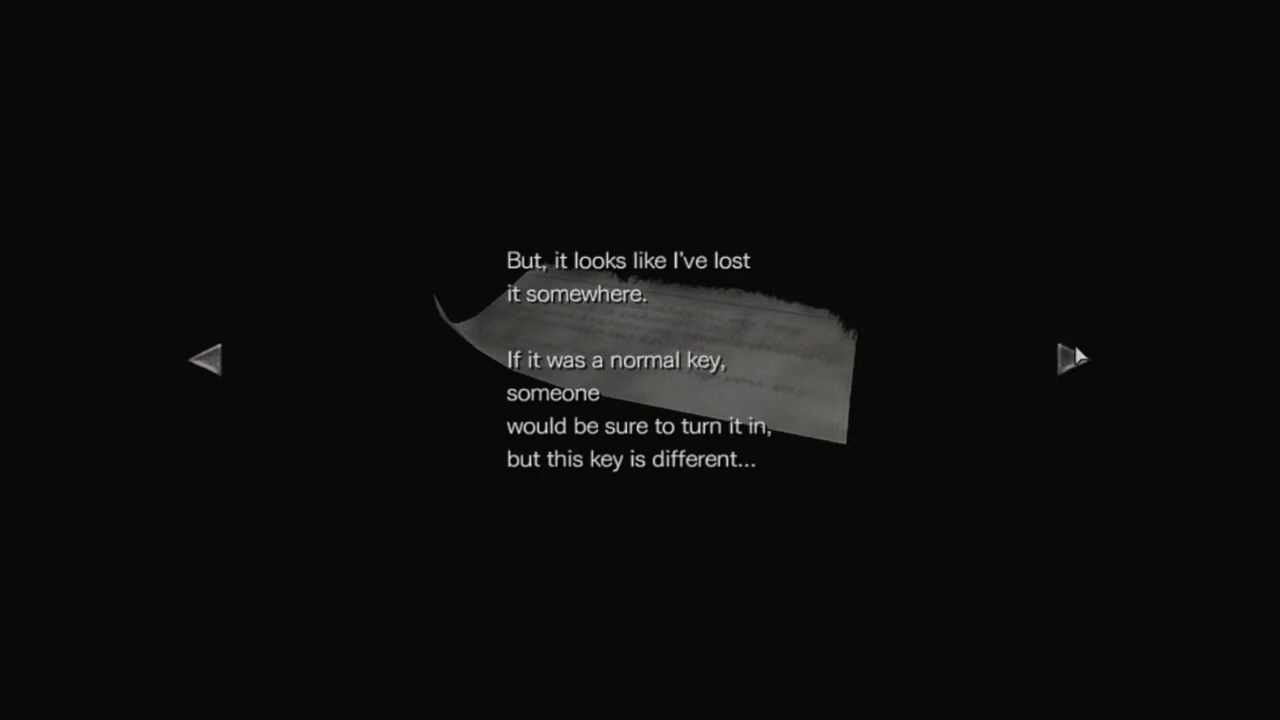 But, it looks like I've lost
it somewhere.
If it was a normal key,
someone
would be sure to turn it in,
but this key is different...